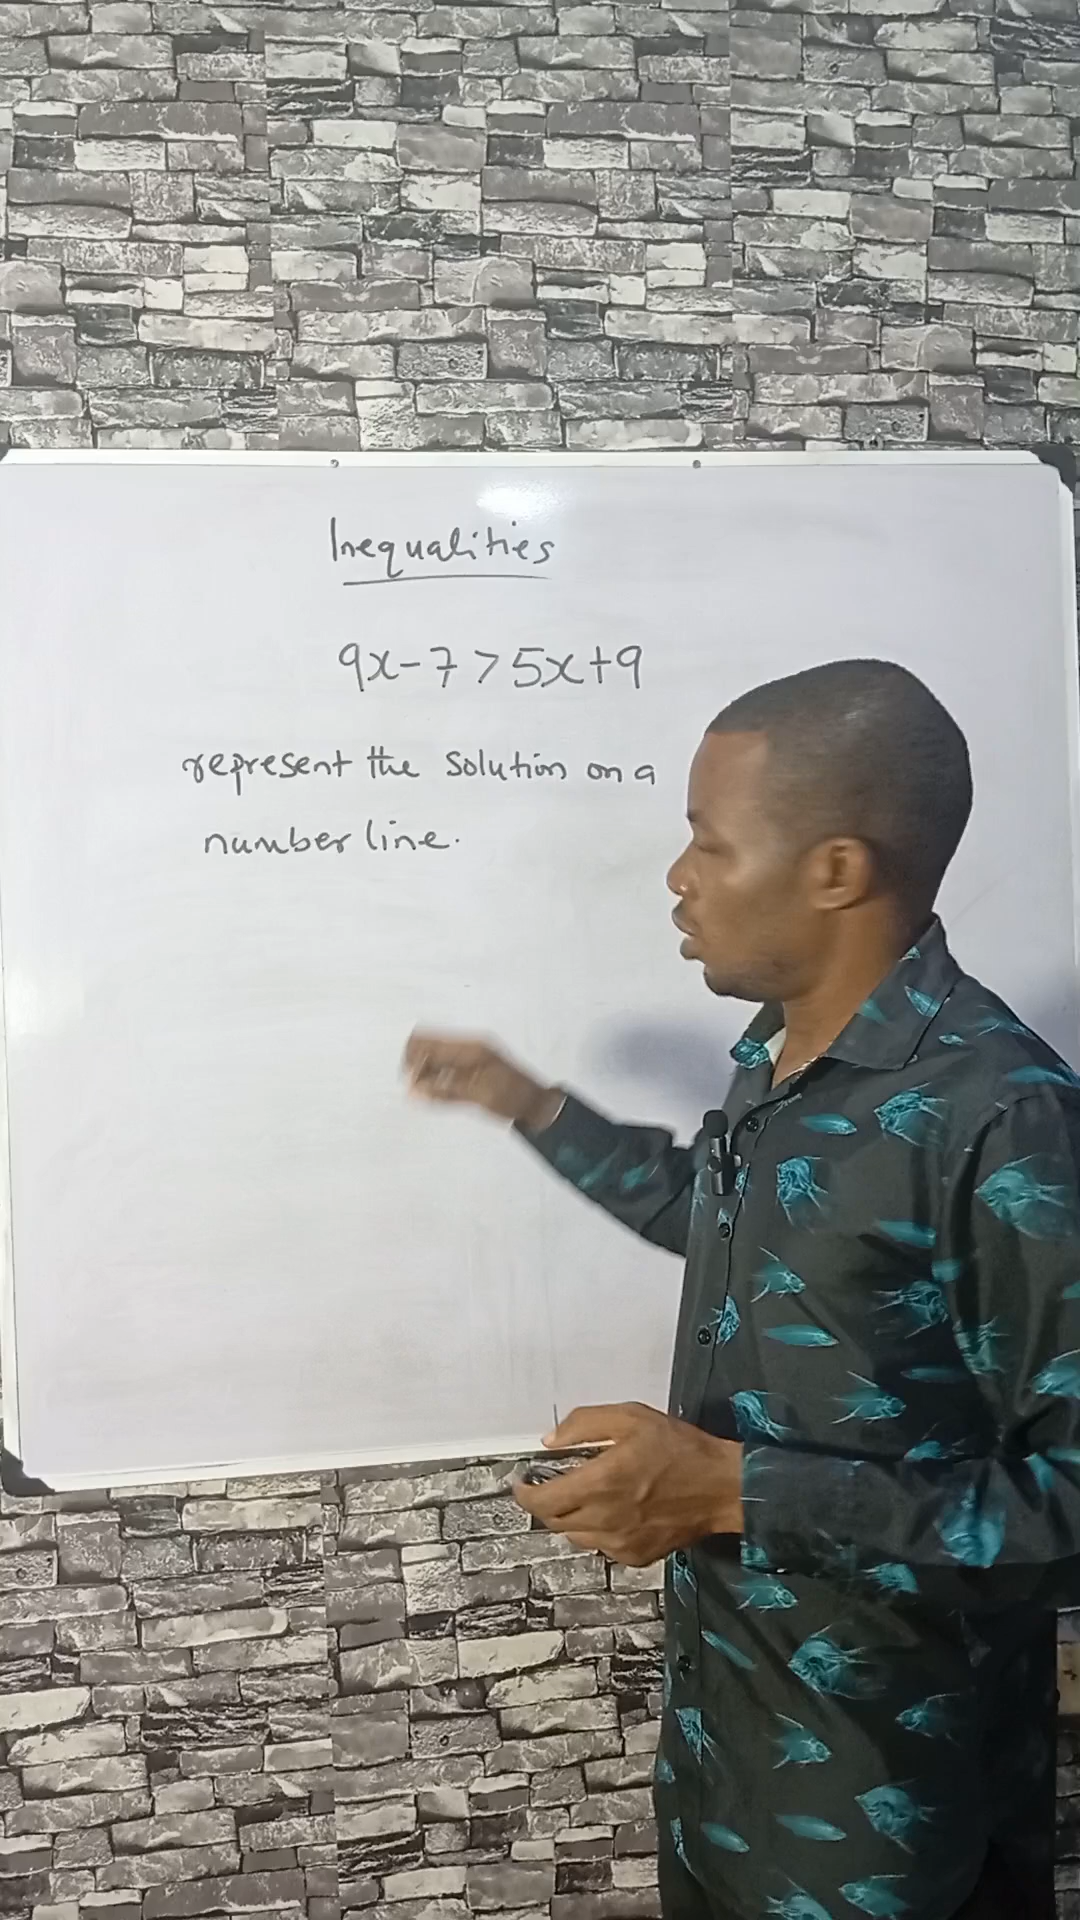 Inequalities
9x-7>5x+9
represent the solution on a
number line.